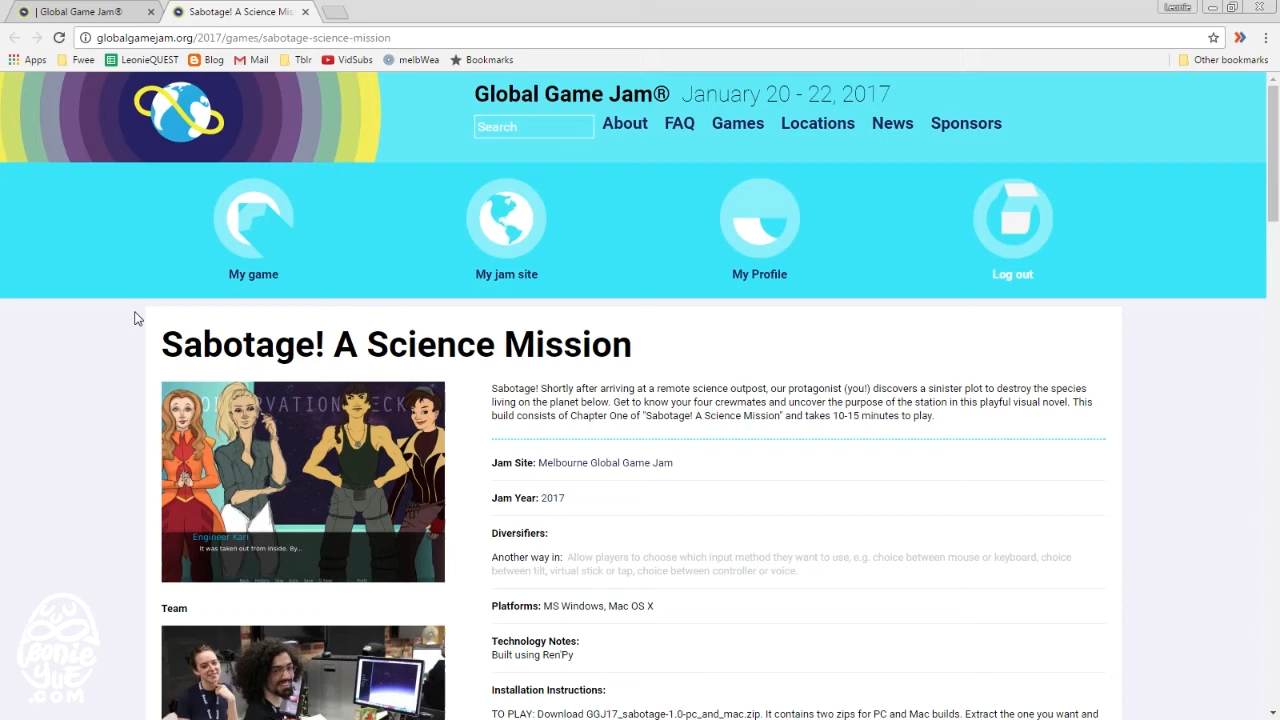 | Global Game Jam®
Sabotage! A Science Mis
Leonie
globalgamejam.org/2017/games/sabotage-science-mission
Apps
Fwee
LeonieQUEST
Blog
Mail
Tblr
VidSubs
melbWea
Bookmarks
Other bookmarks
Global Game Jam® January 20 - 22, 2017
Search
About
FAQ
Games
Locations
News
Sponsors
My game
My jam site
My Profile
Log out
Sabotage! A Science Mission
Sabotage! Shortly after arriving at a remote science outpost, our protagonist (you!) discovers a sinister plot to destroy the species
living on the planet below. Get to know your four crewmates and uncover the purpose of the station in this playful visual novel. This
build consists of Chapter One of "Sabotage! A Science Mission" and takes 10-15 minutes to play.
Jam Site: Melbourne Global Game Jam
Jam Year: 2017
Diversifiers:
Another way in: Allow players to choose which input method they want to use, e.g. choice between mouse or keyboard, choice
between tilt, virtual stick or tap, choice between controller or voice.
Platforms: MS Windows, Mac OS X
Technology Notes:
Built using Ren'Py
Installation Instructions:
TO PLAY: Download GGJ17_sabotage-1.0-pc_and_mac.zip. It contains two zips for PC and Mac builds. Extract the one you want and
Engineer Kari
It was taken out from inside. By...
Team
leonie
yue
.com